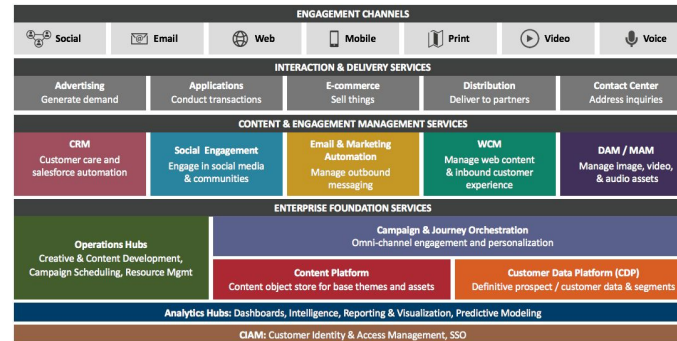 ENGAGEMENT CHANNELS
Social
Email
Web
Mobile
Print
Video
Voice
INTERACTION & DELIVERY SERVICES
Advertising
Generate demand
Applications
Conduct transactions
E-commerce
Sell things
Distribution
Deliver to partners
Contact Center
Address inquiries
CONTENT & ENGAGEMENT MANAGEMENT SERVICES
CRM
Customer care and
salesforce automation
Social Engagement
Engage in social media
& communities
Email & Marketing
Automation
Manage outbound
messaging
WCM
Manage web content
& inbound customer
experience
DAM / MAM
Manage image, video,
& audio assets
ENTERPRISE FOUNDATION SERVICES
Operations Hubs
Creative & Content Development,
Campaign Scheduling, Resource Mgmt
Campaign & Journey Orchestration
Omni-channel engagement and personalization
Content Platform
Content object store for base themes and assets
Customer Data Platform (CDP)
Definitive prospect / customer data & segments
Analytics Hubs: Dashboards, Intelligence, Reporting & Visualization, Predictive Modeling
CIAM: Customer Identity & Access Management, SSO